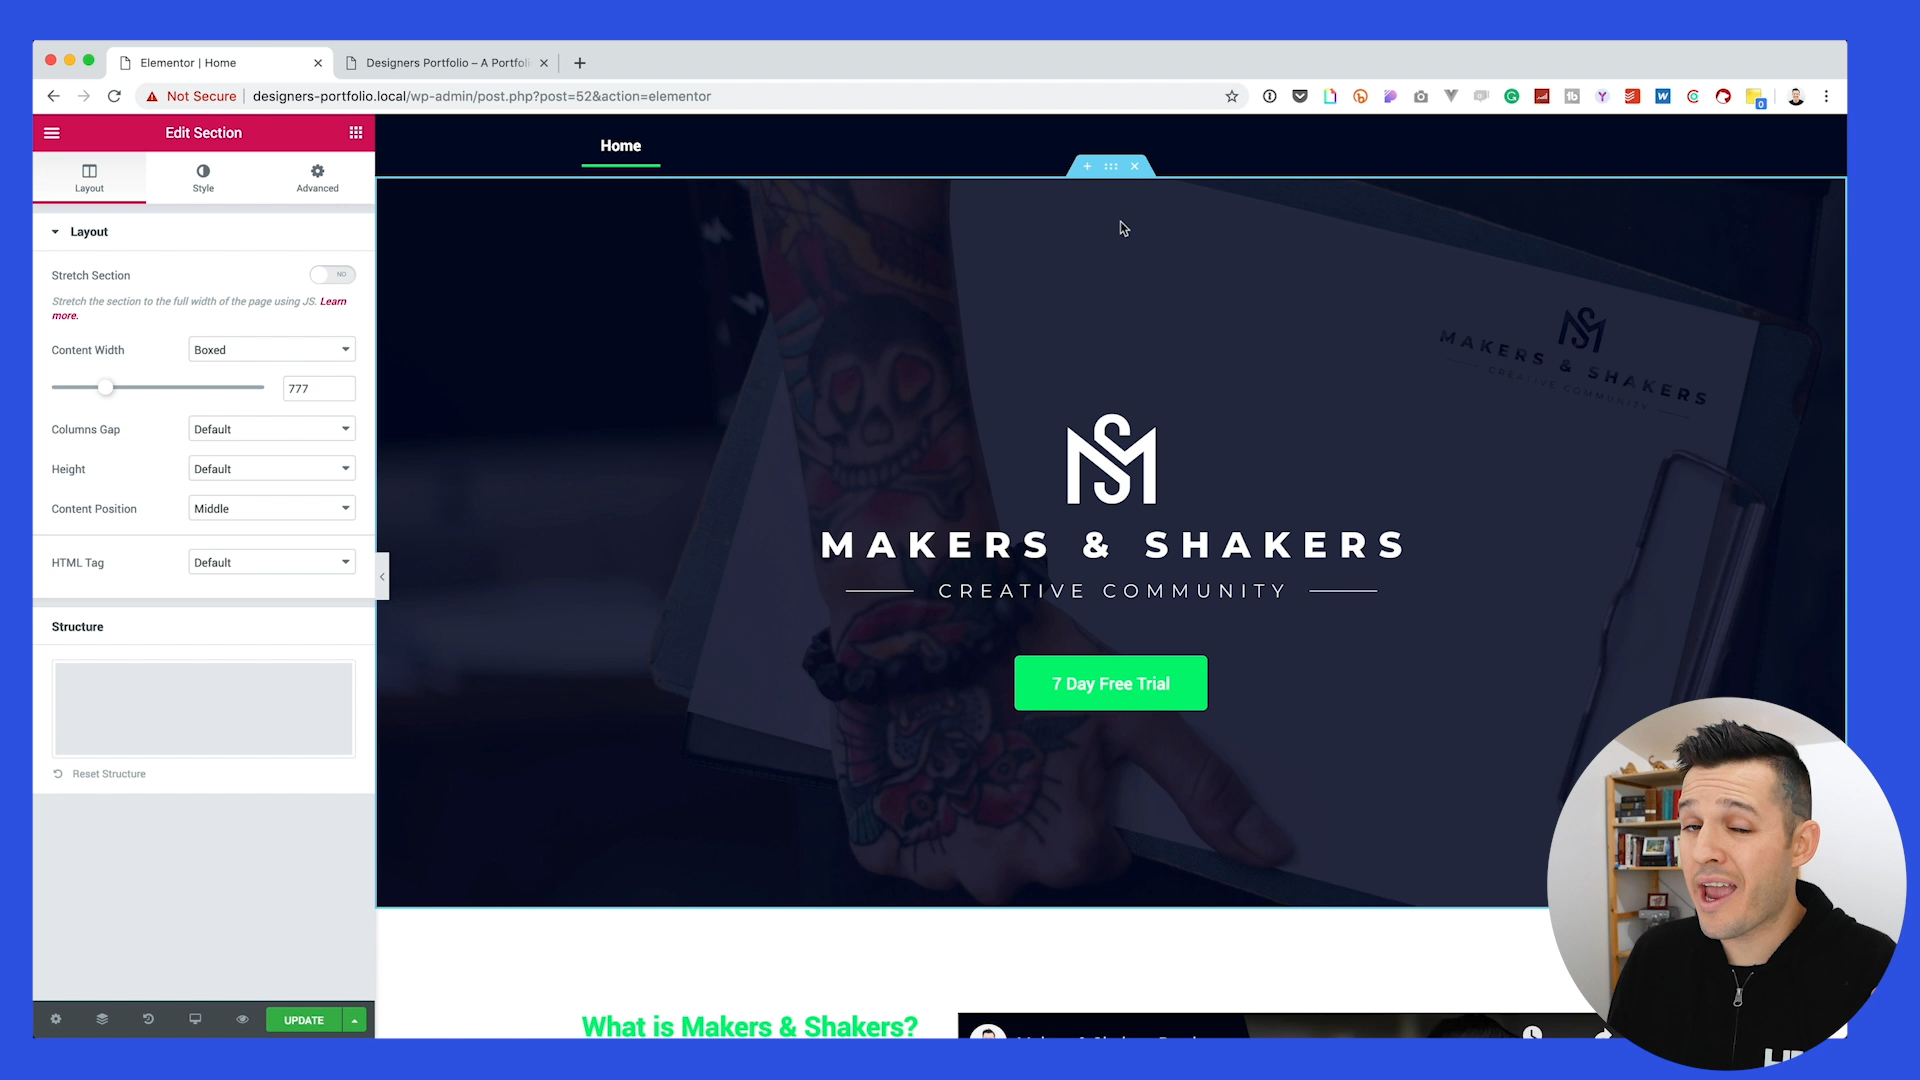 Elementor | Home
Designers Portfolio – A Portfoli
Not Secure
designers-portfolio.local/wp-admin/post.php?post=52&action=elementor
Edit Section
Layout
Style
Advanced
Layout
Stretch Section
NO
Stretch the section to the full width of the page using JS. Learn
more.
Content Width
Boxed
777
Columns Gap
Default
Height
Default
Content Position
Middle
HTML Tag
Default
Structure
Reset Structure
UPDATE
Home
MAKERS & SHAKERS
CREATIVE COMMUNITY
MAKERS & SHAKERS
CREATIVE COMMUNITY
7 Day Free Trial
What is Makers & Shakers?